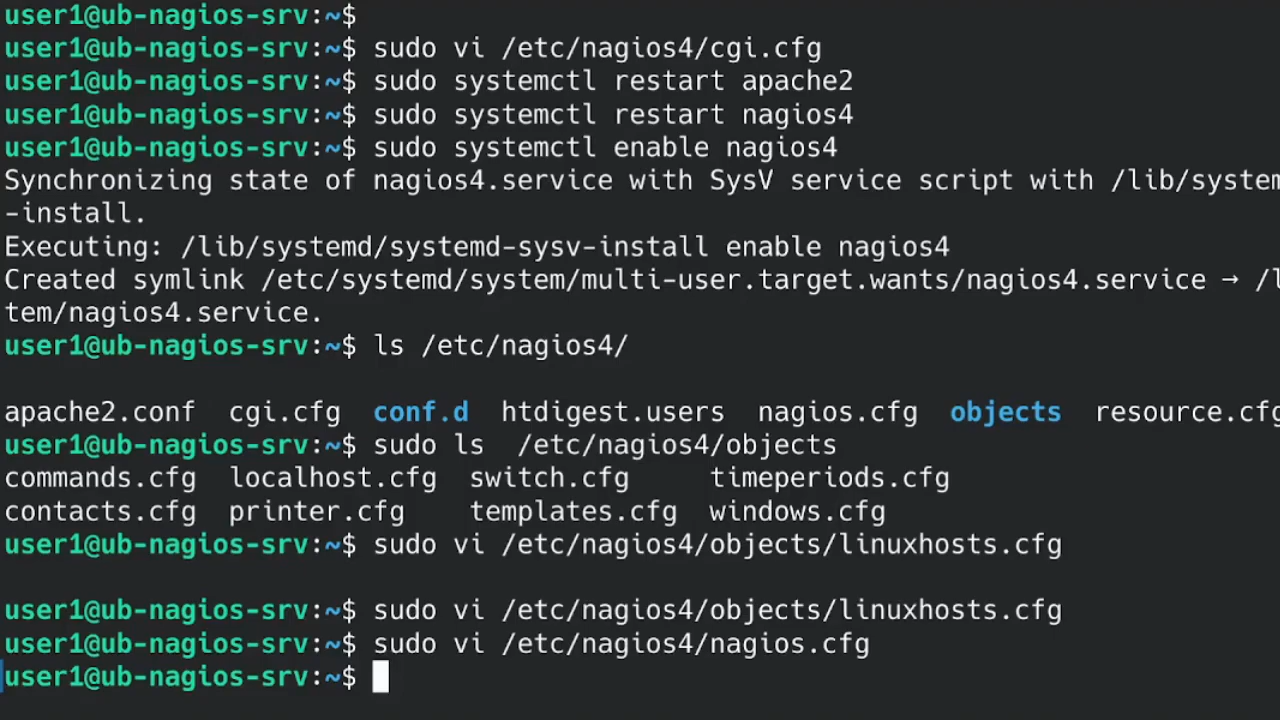 user1@ub-nagios-srv:~$
user1@ub-nagios-srv:~$ sudo vi /etc/nagios4/cgi.cfg
user1@ub-nagios-srv:~$ sudo systemctl restart apache2
user1@ub-nagios-srv:~$ sudo systemctl restart nagios4
user1@ub-nagios-srv:~$ sudo systemctl enable nagios4
Synchronizing state of nagios4.service with SysV service script with /lib/system
-install.
Executing: /lib/systemd/systemd-sysv-install enable nagios4
Created symlink /etc/systemd/system/multi-user.target.wants/nagios4.service → /l
tem/nagios4.service.
user1@ub-nagios-srv:~$ ls /etc/nagios4/
apache2.conf  cgi.cfg  conf.d  htdigest.users  nagios.cfg  objects  resource.cfg
user1@ub-nagios-srv:~$ sudo ls  /etc/nagios4/objects
commands.cfg  localhost.cfg  switch.cfg     timeperiods.cfg
contacts.cfg  printer.cfg    templates.cfg  windows.cfg
user1@ub-nagios-srv:~$ sudo vi /etc/nagios4/objects/linuxhosts.cfg
user1@ub-nagios-srv:~$ sudo vi /etc/nagios4/objects/linuxhosts.cfg
user1@ub-nagios-srv:~$ sudo vi /etc/nagios4/nagios.cfg
user1@ub-nagios-srv:~$